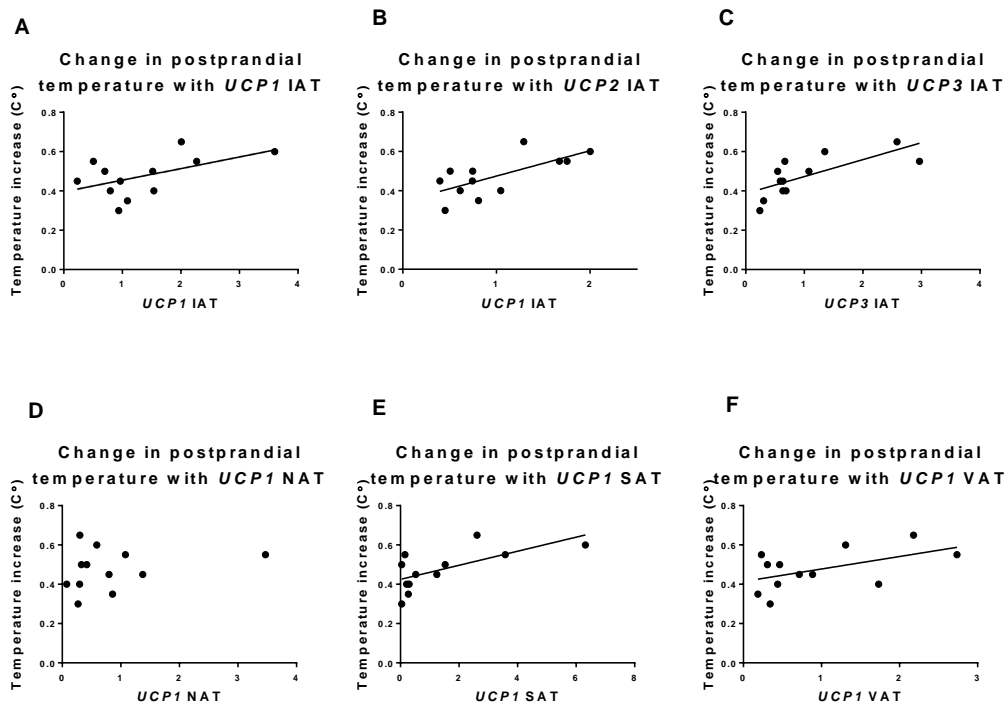 A
Change in postprandial
temperature with UCP1 IAT
Temperature increase (C°)
0.8
0.6
0.4
0.2
0.0
0 1 2 3 4
UCP1 IAT
B
Change in postprandial
temperature with UCP2 IAT
Temperature increase (C°)
0.8
0.6
0.4
0.2
0.0
0 1 2
UCP1 IAT
C
Change in postprandial
temperature with UCP3 IAT
Temperature increase (C°)
0.8
0.6
0.4
0.2
0.0
0 1 2 3 4
UCP3 IAT
D
Change in postprandial
temperature with UCP1 NAT
Temperature increase (C°)
0.8
0.6
0.4
0.2
0.0
0 1 2 3 4
UCP1 NAT
E
Change in postprandial
temperature with UCP1 SAT
Temperature increase (C°)
0.8
0.6
0.4
0.2
0.0
0 2 4 6 8
UCP1 SAT
F
Change in postprandial
temperature with UCP1 VAT
Temperature increase (C°)
0.8
0.6
0.4
0.2
0.0
0 1 2 3
UCP1 VAT